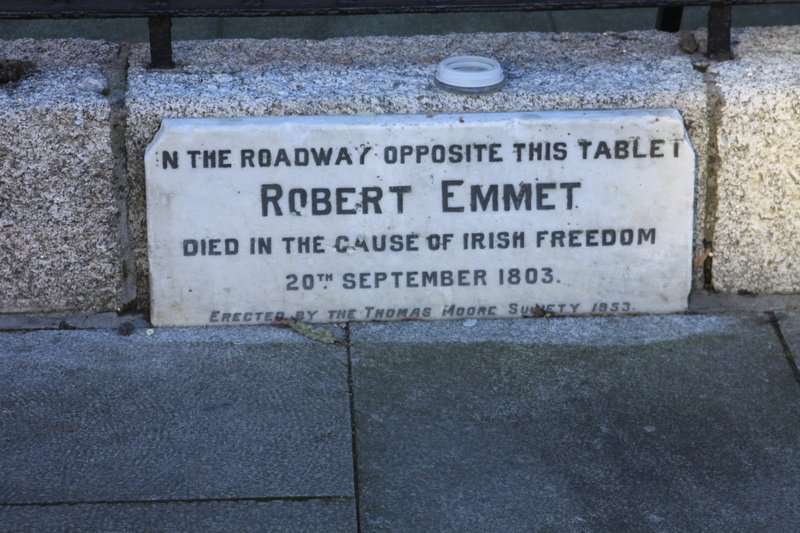 N THE ROADWAY OPPOSITE THIS TABLET
ROBERT EMMET
DIED IN THE CAUSE OF IRISH FREEDOM
20TH SEPTEMBER 1803.
ERECTED BY THE THOMAS MOORE SOCIETY 1953.